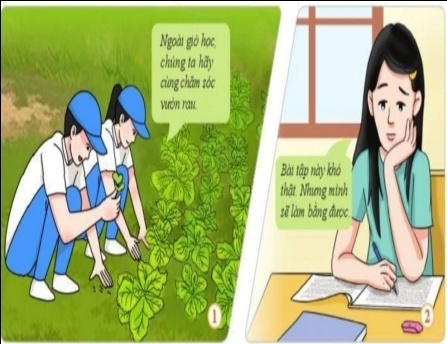 Ngoài giờ học,
chúng ta hãy
cùng chăm sóc
vườn rau.
1
Bài tập này khó
thật. Nhưng mình
sẽ làm bằng được.
2